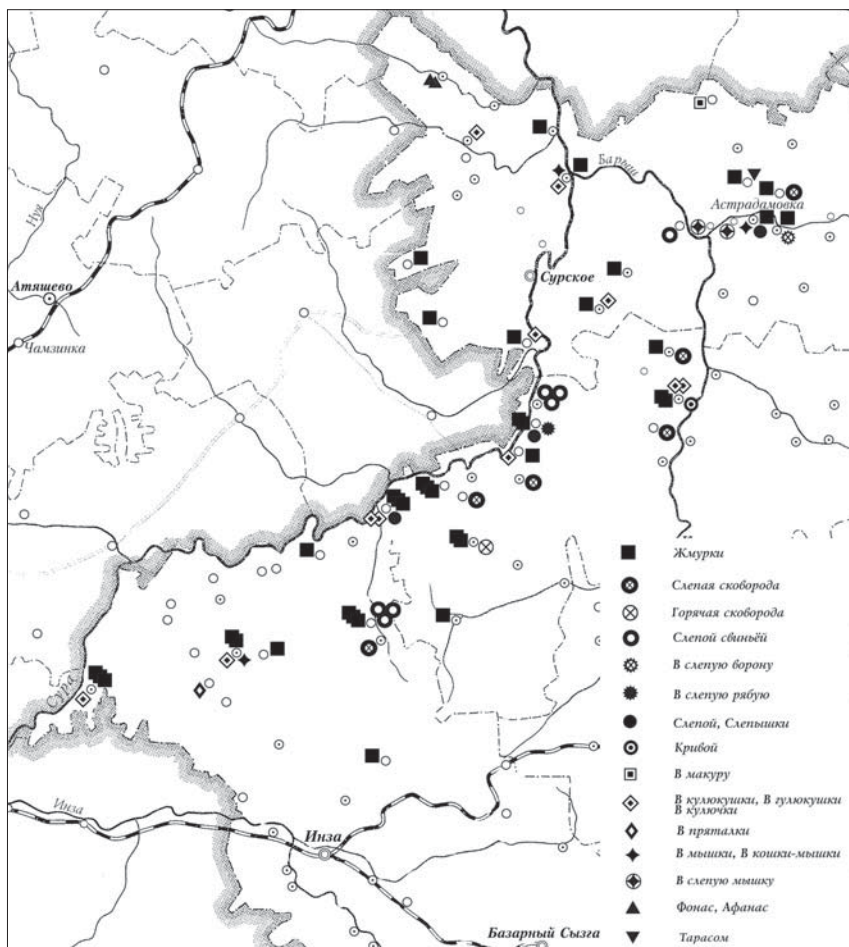 Нуя
Барыш
Астрадамовка
Атяшево
Сурское
Чамзинка
Сура
Инза
Инза
Базарный Сызга
Жмурки
Слепая сковорода
Горячая сковорода
Слепой свиньёй
В слепую ворону
В слепую рябую
Слепой, Слепышки
Кривой
В макуру
В кулюкушки, В гулюкушки
В кулючки
В пряталки
В мышки, В кошки-мышки
В слепую мышку
Фонас, Афанас
Тарасом